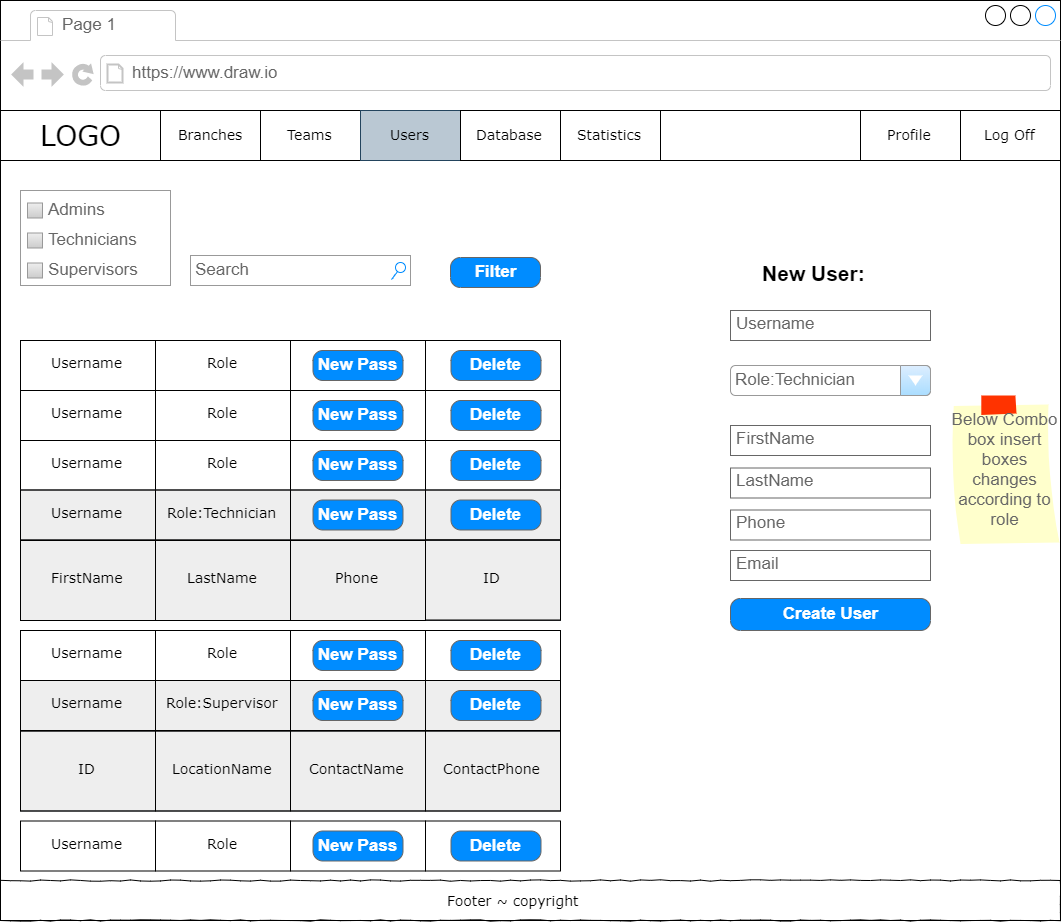 Page 1
https://www.draw.io
LOGO Branches Teams Users Database Statistics Profile Log Off
Admins
Technicians
Supervisors
Search
Filter
Username Role New Pass Delete
Username Role New Pass Delete
Username Role New Pass Delete
Username Role:Technician New Pass Delete
FirstName LastName Phone ID
Username Role New Pass Delete
Username Role:Supervisor New Pass Delete
ID LocationName ContactName ContactPhone
Username Role New Pass Delete
New User:
Username
Role:Technician
FirstName
LastName
Phone
Email
Create User
Below Combo
box insert
boxes
changes
according to
role
Footer ~ copyright